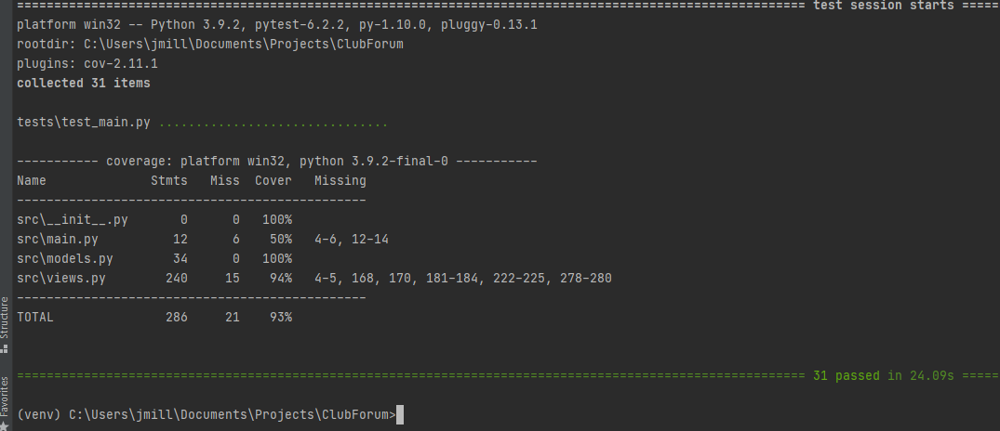 ============================================================================================================ test session starts =====
platform win32 -- Python 3.9.2, pytest-6.2.2, py-1.10.0, pluggy-0.13.1
rootdir: C:\Users\jmill\Documents\Projects\ClubForum
plugins: cov-2.11.1
collected 31 items
tests\test_main.py ...............................
----------- coverage: platform win32, python 3.9.2-final-0 -----------
Name              Stmts   Miss  Cover   Missing
-----------------------------------------------
src\__init__.py       0      0   100%
src\main.py          12      6    50%   4-6, 12-14
src\models.py        34      0   100%
src\views.py        240     15    94%   4-5, 168, 170, 181-184, 222-225, 278-280
-----------------------------------------------
TOTAL               286     21    93%
============================================================================================================ 31 passed in 24.09s =====
(venv) C:\Users\jmill\Documents\Projects\ClubForum>
Structure
Favorites